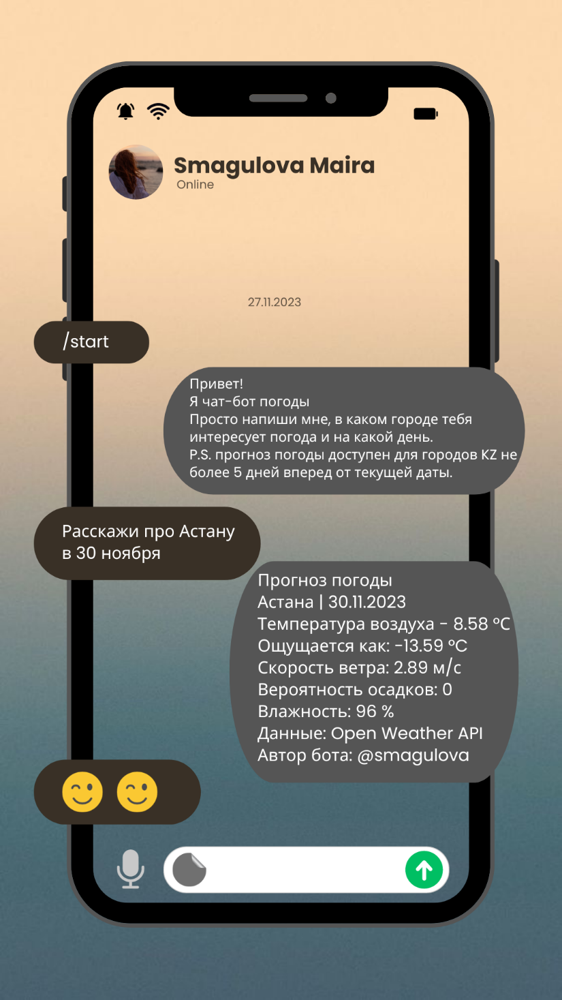 Smagulova Maira
Online
27.11.2023
/start
Привет!
Я чат-бот погоды
Просто напиши мне, в каком городе тебя
интересует погода и на какой день.
P.S. прогноз погоды доступен для городов KZ не
более 5 дней вперед от текущей даты.
Расскажи про Астану
в 30 ноября
Прогноз погоды
Астана | 30.11.2023
Температура воздуха - 8.58 °C
Ощущается как: -13.59 °C
Скорость ветра: 2.89 м/с
Вероятность осадков: 0
Влажность: 96 %
Данные: Open Weather API
Автор бота: @smagulova